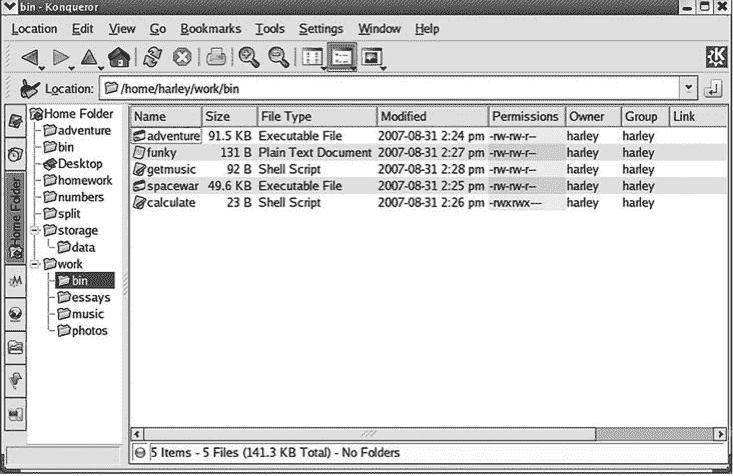 bin - Konqueror
Location Edit View Go Bookmarks Tools Settings Window Help
Location: /home/harley/work/bin
Home Folder
Home Folder
adventure
bin
Desktop
homework
numbers
split
storage
data
work
bin
essays
music
photos
Name Size File Type Modified Permissions Owner Group Link
adventure 91.5 KB Executable File 2007-08-31 2:24 pm -rw-rw-r-- harley harley
funky 131 B Plain Text Document 2007-08-31 2:27 pm -rw-rw-r-- harley harley
getmusic 92 B Shell Script 2007-08-31 2:28 pm -rw-rw-r-- harley harley
spacewar 49.6 KB Executable File 2007-08-31 2:25 pm -rw-rw-r-- harley harley
calculate 23 B Shell Script 2007-08-31 2:26 pm -rwxrwx--- harley harley
5 Items - 5 Files (141.3 KB Total) - No Folders